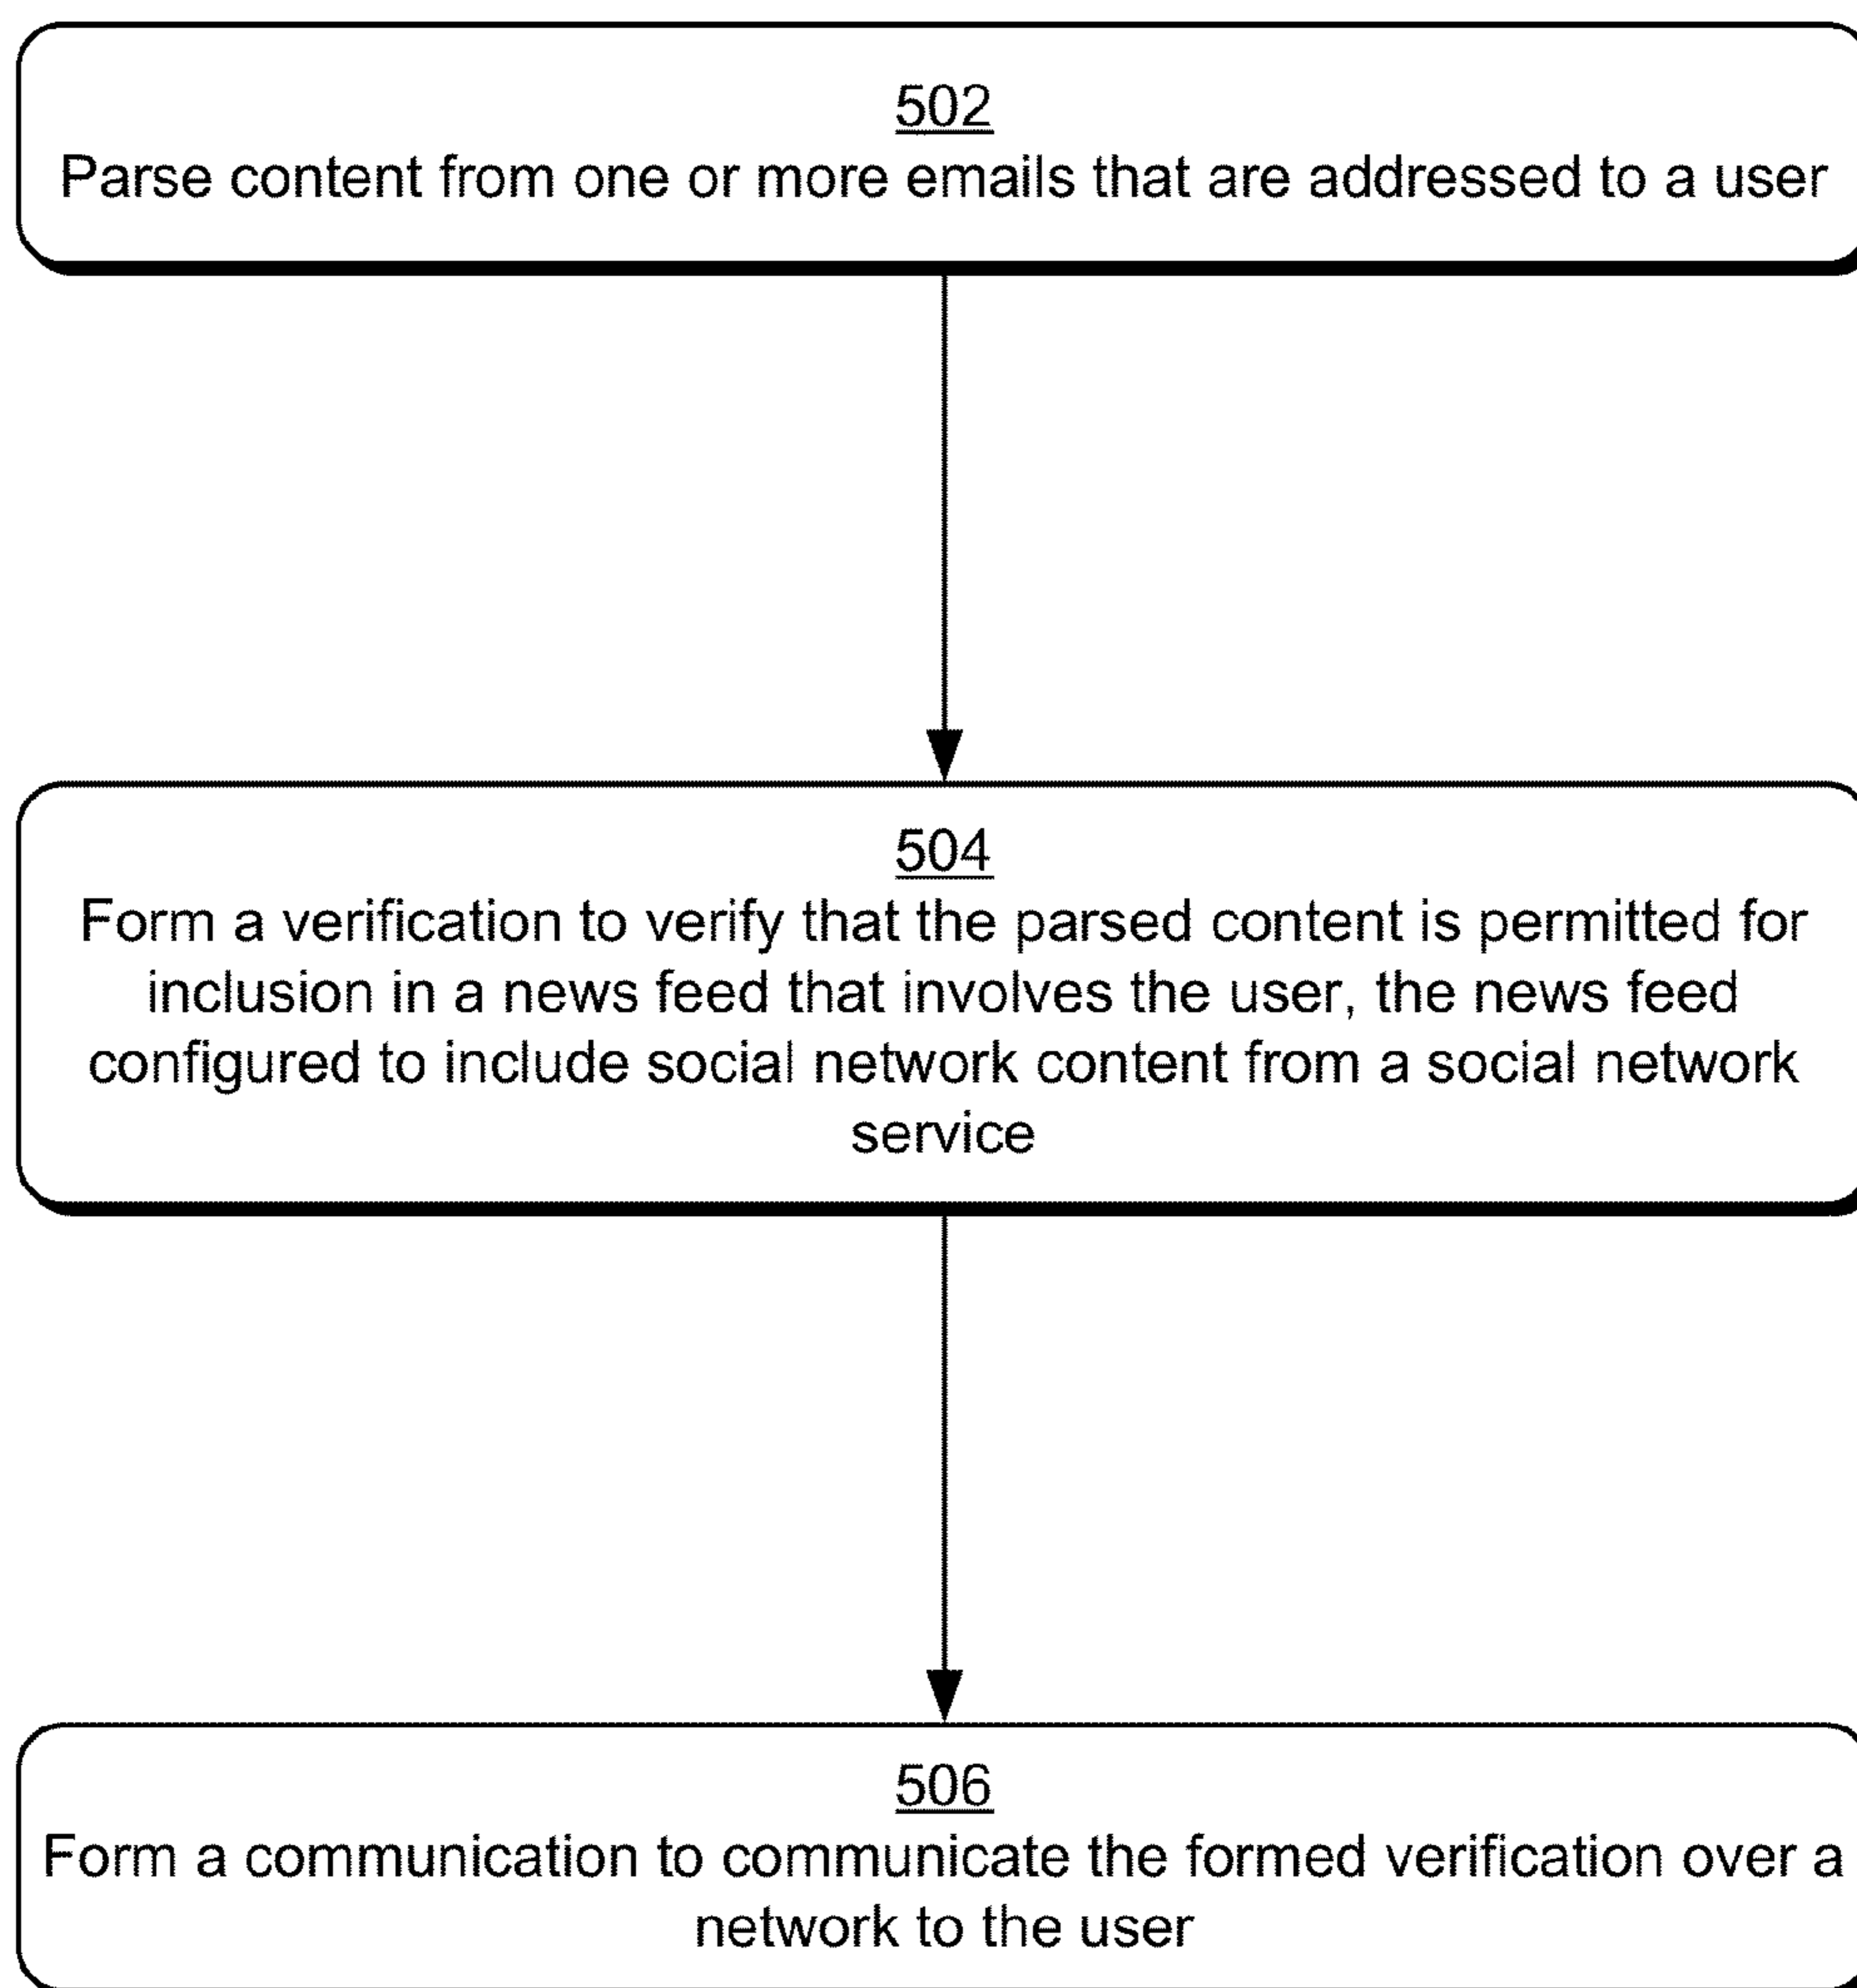 502
Parse content from one or more emails that are addressed to a user
504
Form a verification to verify that the parsed content is permitted for
inclusion in a news feed that involves the user, the news feed
configured to include social network content from a social network
service
506
Form a communication to communicate the formed verification over a
network to the user